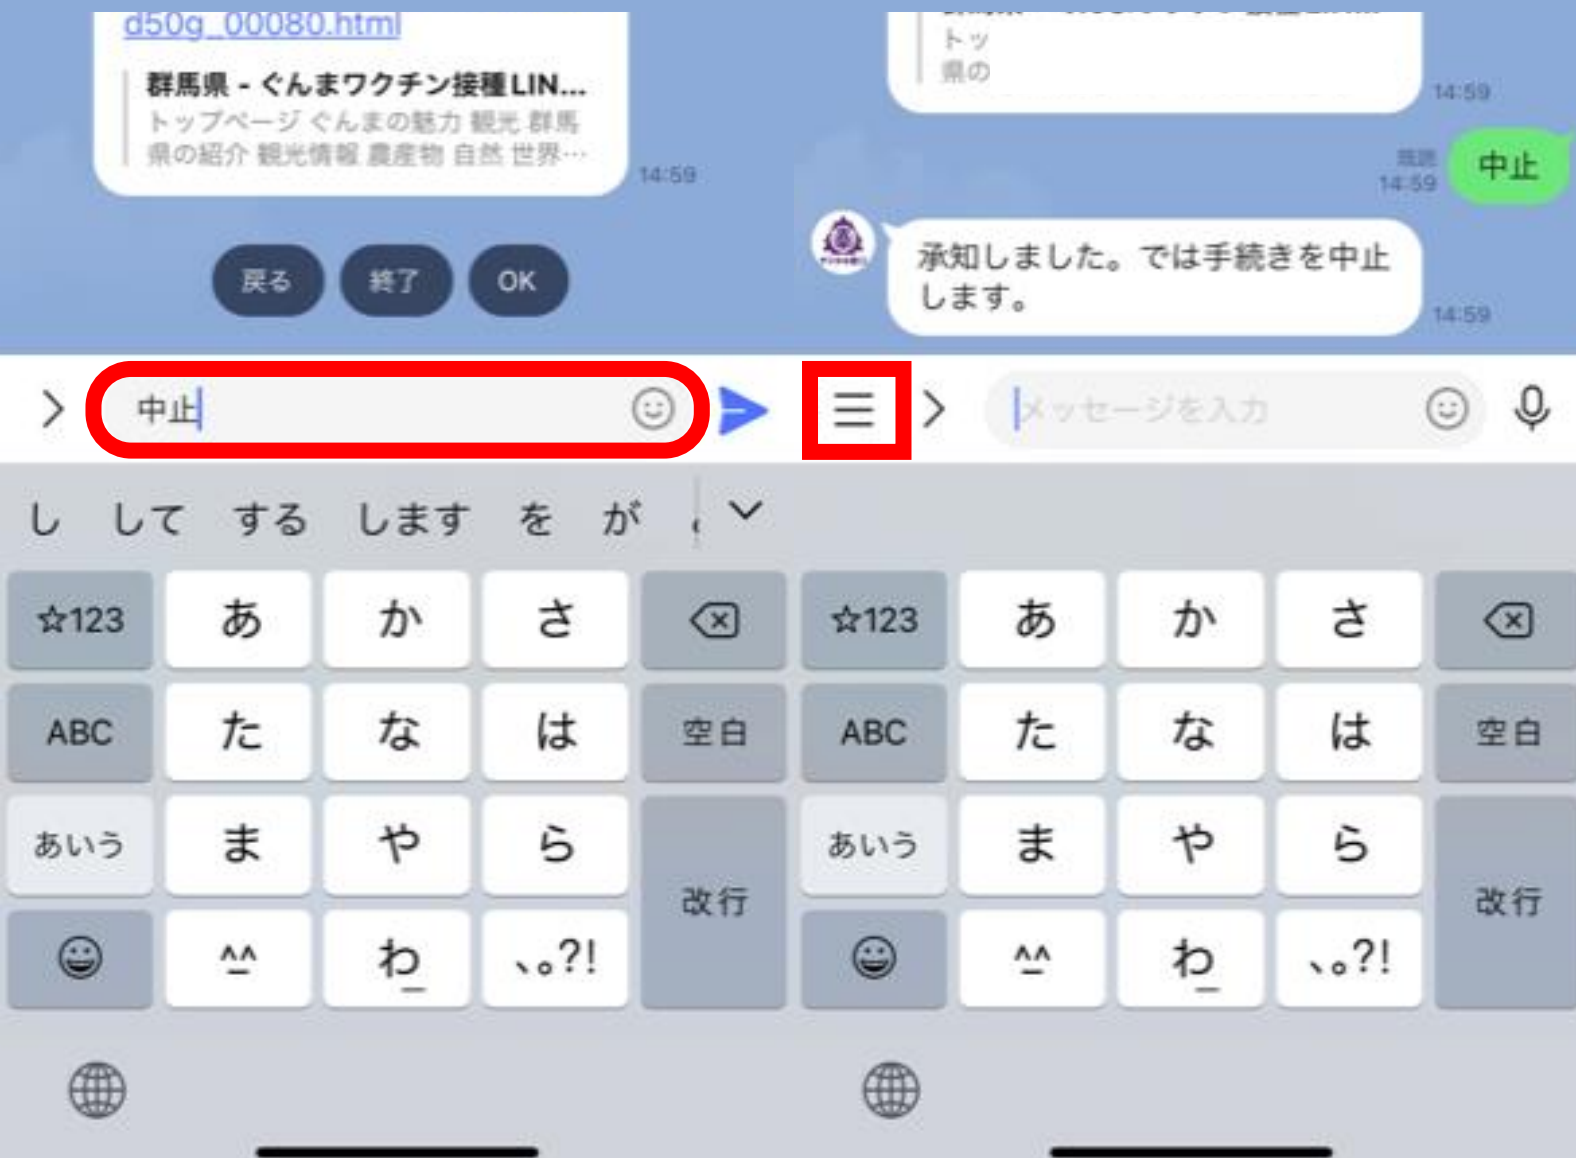 d50g_00080.html
群馬県 - ぐんまワクチン接種LIN...
トップページ ぐんまの魅力 観光 群馬
県の紹介 観光情報 農産物 自然 世界…
14:59
戻る 終了 OK
中止
し して する します を が
☆123 あ か さ
ABC た な は 空白
あいう ま や ら
改行
^^ わ 、。?!
トッ
県の
14:59
既読
14:59
中止
承知しました。では手続きを中止
します。
14:59
メッセージを入力
☆123 あ か さ
ABC た な は 空白
あいう ま や ら
改行
^^ わ 、。?!